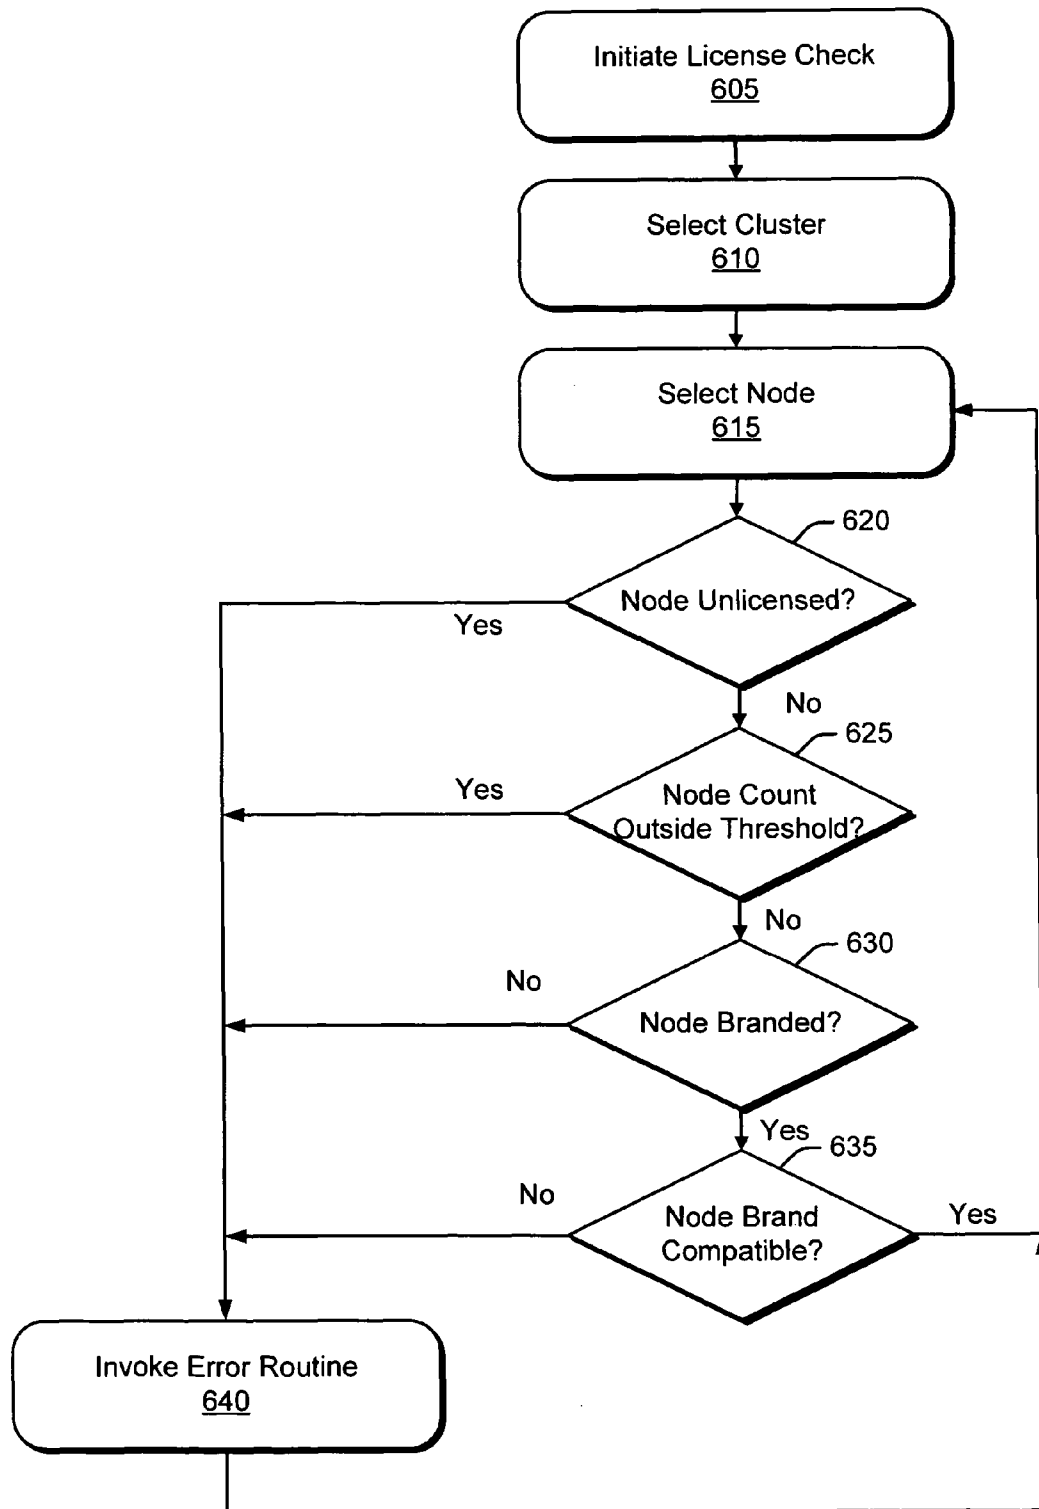 Initiate License Check
605
Select Cluster
610
Select Node
615
620
Node Unlicensed?
Yes
No
625
Node Count
Outside Threshold?
Yes
No
630
Node Branded?
No
Yes
635
Node Brand
Compatible?
No
Yes
Invoke Error Routine
640